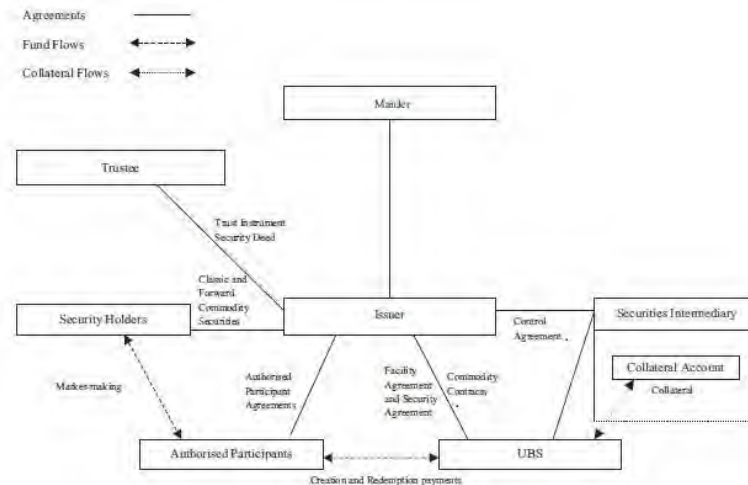 Agreements
Fund Flows
Collateral Flows
Trustee
Trust Instrument
Security Deed
Classic and
Forward
Commodity
Securities
Security Holders
Issuer
Securities Intermediary
Control
Agreement
Collateral Account
Collateral
Market-making
Authorised
Participant
Agreements
Facility
Agreement
and Security
Agreement
Commodity
Contracts
Authorised Participants
UBS
Creation and Redemption payments